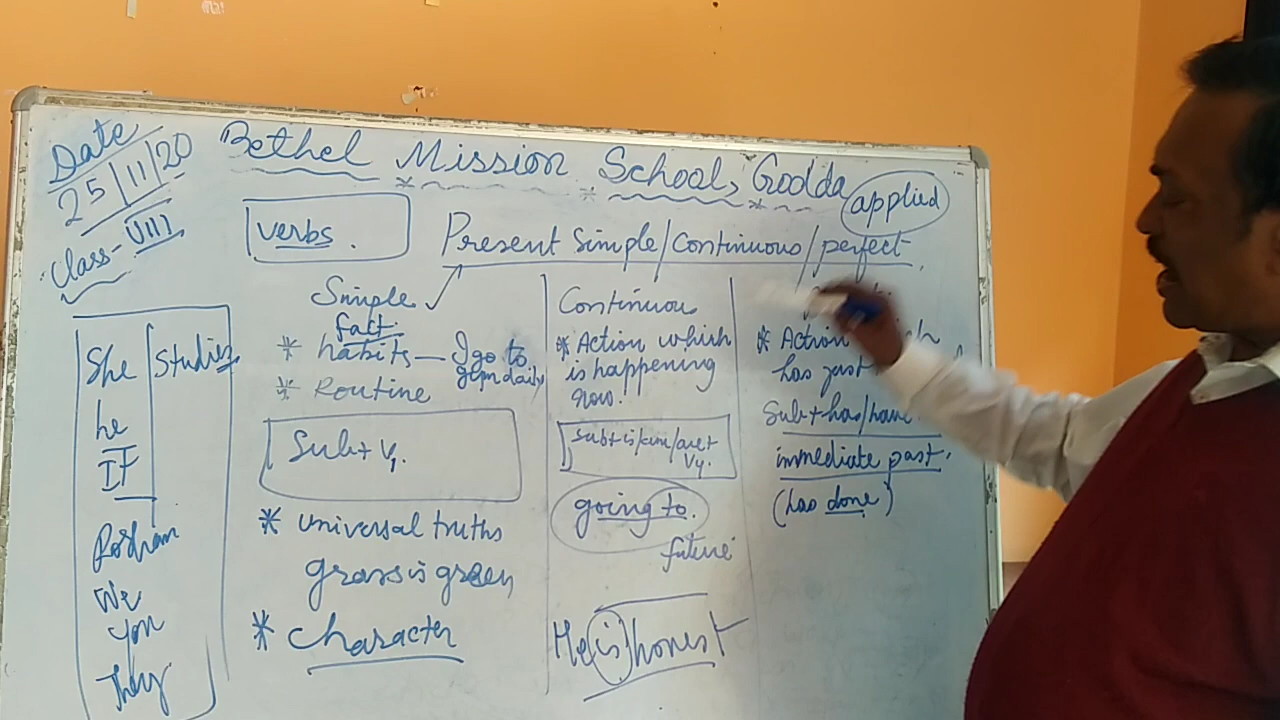 Date
25/11/20
Class-VIII
Bethel Mission School, Godda
applied
verbs.
Present Simple/Continuous/perfect
She Studies
he
IT
Rosham
We
You
They
Simple
fact.
* habits — I go to
gym daily
* Routine
Sub + V1.
* universal truths
grass is green
* Character
Continuous
* Action which
is happening
now.
sub + is/am/are +
V4.
going to.
future
He is honest
* Action
has just
Sub + has/have
immediate past.
(has done)